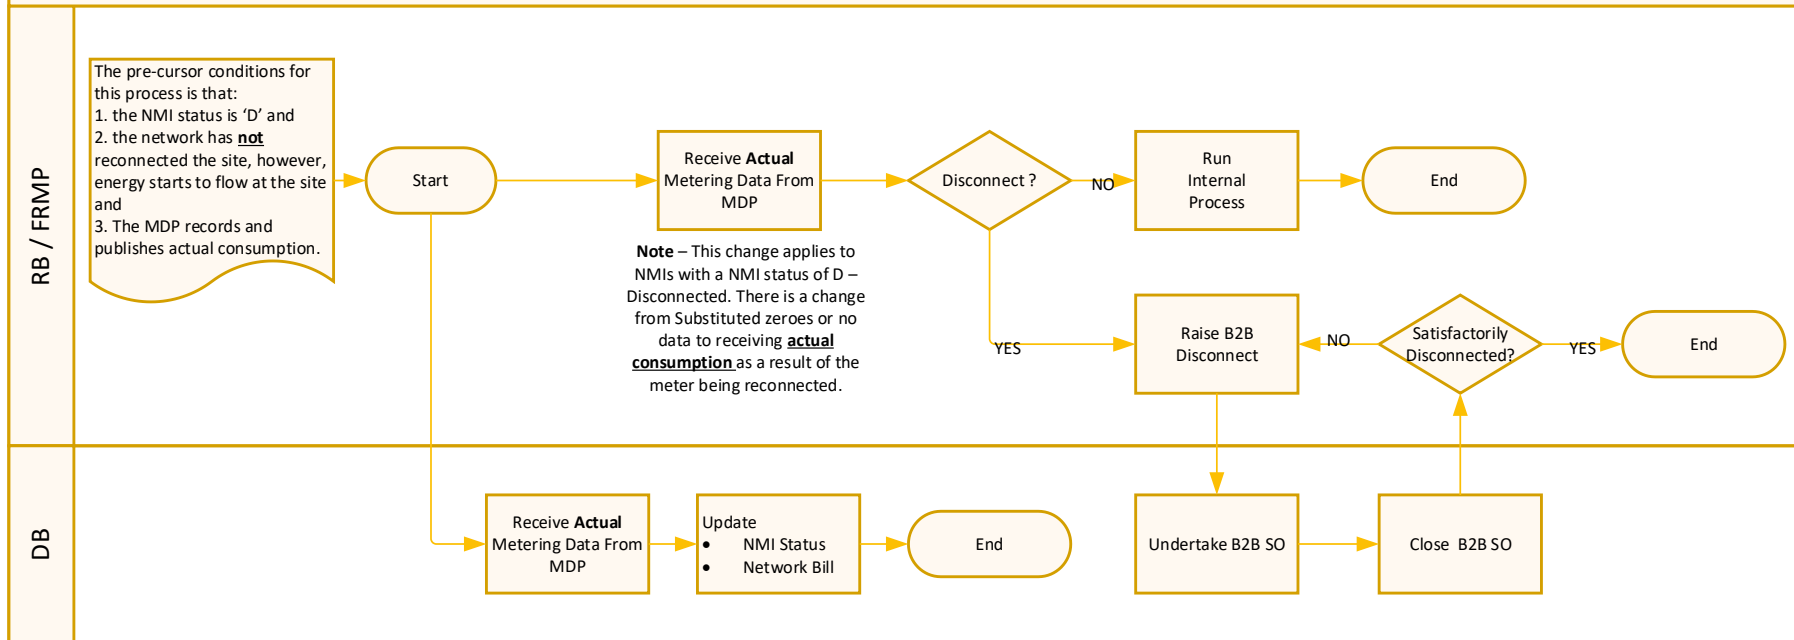 RB / FRMP
The pre-cursor conditions for
this process is that:
1. the NMI status is ‘D’ and
2. the network has not
reconnected the site, however,
energy starts to flow at the site
and
3. The MDP records and
publishes actual consumption.
Start
Receive Actual
Metering Data From
MDP
Note – This change applies to
NMIs with a NMI status of D –
Disconnected. There is a change
from Substituted zeroes or no
data to receiving actual
consumption as a result of the
meter being reconnected.
Disconnect ?
NO
Run
Internal
Process
End
YES
Raise B2B
Disconnect
NO
Satisfactorily
Disconnected?
YES
End
DB
Receive Actual
Metering Data From
MDP
Update
• NMI Status
• Network Bill
End
Undertake B2B SO
Close B2B SO